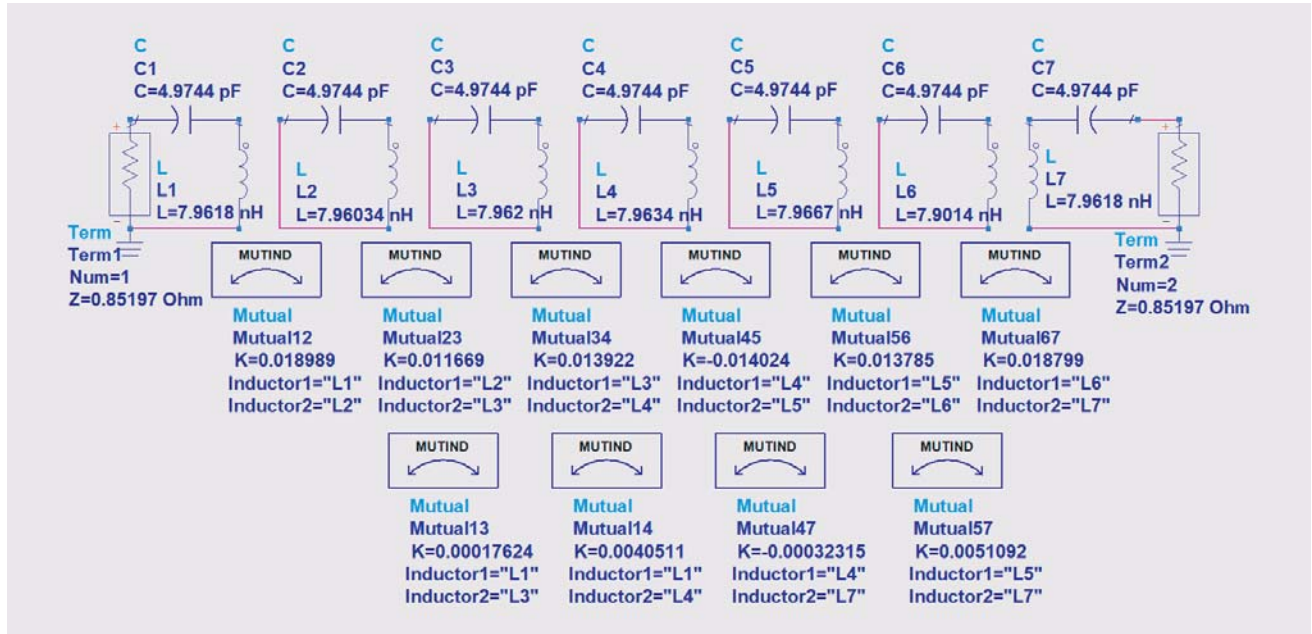 C
C1
C=4.9744 pF
C
C2
C=4.9744 pF
C
C3
C=4.9744 pF
C
C4
C=4.9744 pF
C
C5
C=4.9744 pF
C
C6
C=4.9744 pF
C
C7
C=4.9744 pF
+
-
L
L1
L=7.9618 nH
L
L2
L=7.96034 nH
L
L3
L=7.962 nH
L
L4
L=7.9634 nH
L
L5
L=7.9667 nH
L
L6
L=7.9014 nH
L
L7
L=7.9618 nH
+
-
Term
Term1
Num=1
Z=0.85197 Ohm
Term
Term2
Num=2
Z=0.85197 Ohm
MUTIND
Mutual
Mutual12
K=0.018989
Inductor1="L1"
Inductor2="L2"
MUTIND
Mutual
Mutual23
K=0.011669
Inductor1="L2"
Inductor2="L3"
MUTIND
Mutual
Mutual34
K=0.013922
Inductor1="L3"
Inductor2="L4"
MUTIND
Mutual
Mutual45
K=-0.014024
Inductor1="L4"
Inductor2="L5"
MUTIND
Mutual
Mutual56
K=0.013785
Inductor1="L5"
Inductor2="L6"
MUTIND
Mutual
Mutual67
K=0.018799
Inductor1="L6"
Inductor2="L7"
MUTIND
Mutual
Mutual13
K=0.00017624
Inductor1="L1"
Inductor2="L3"
MUTIND
Mutual
Mutual14
K=0.0040511
Inductor1="L1"
Inductor2="L4"
MUTIND
Mutual
Mutual47
K=-0.00032315
Inductor1="L4"
Inductor2="L7"
MUTIND
Mutual
Mutual57
K=0.0051092
Inductor1="L5"
Inductor2="L7"